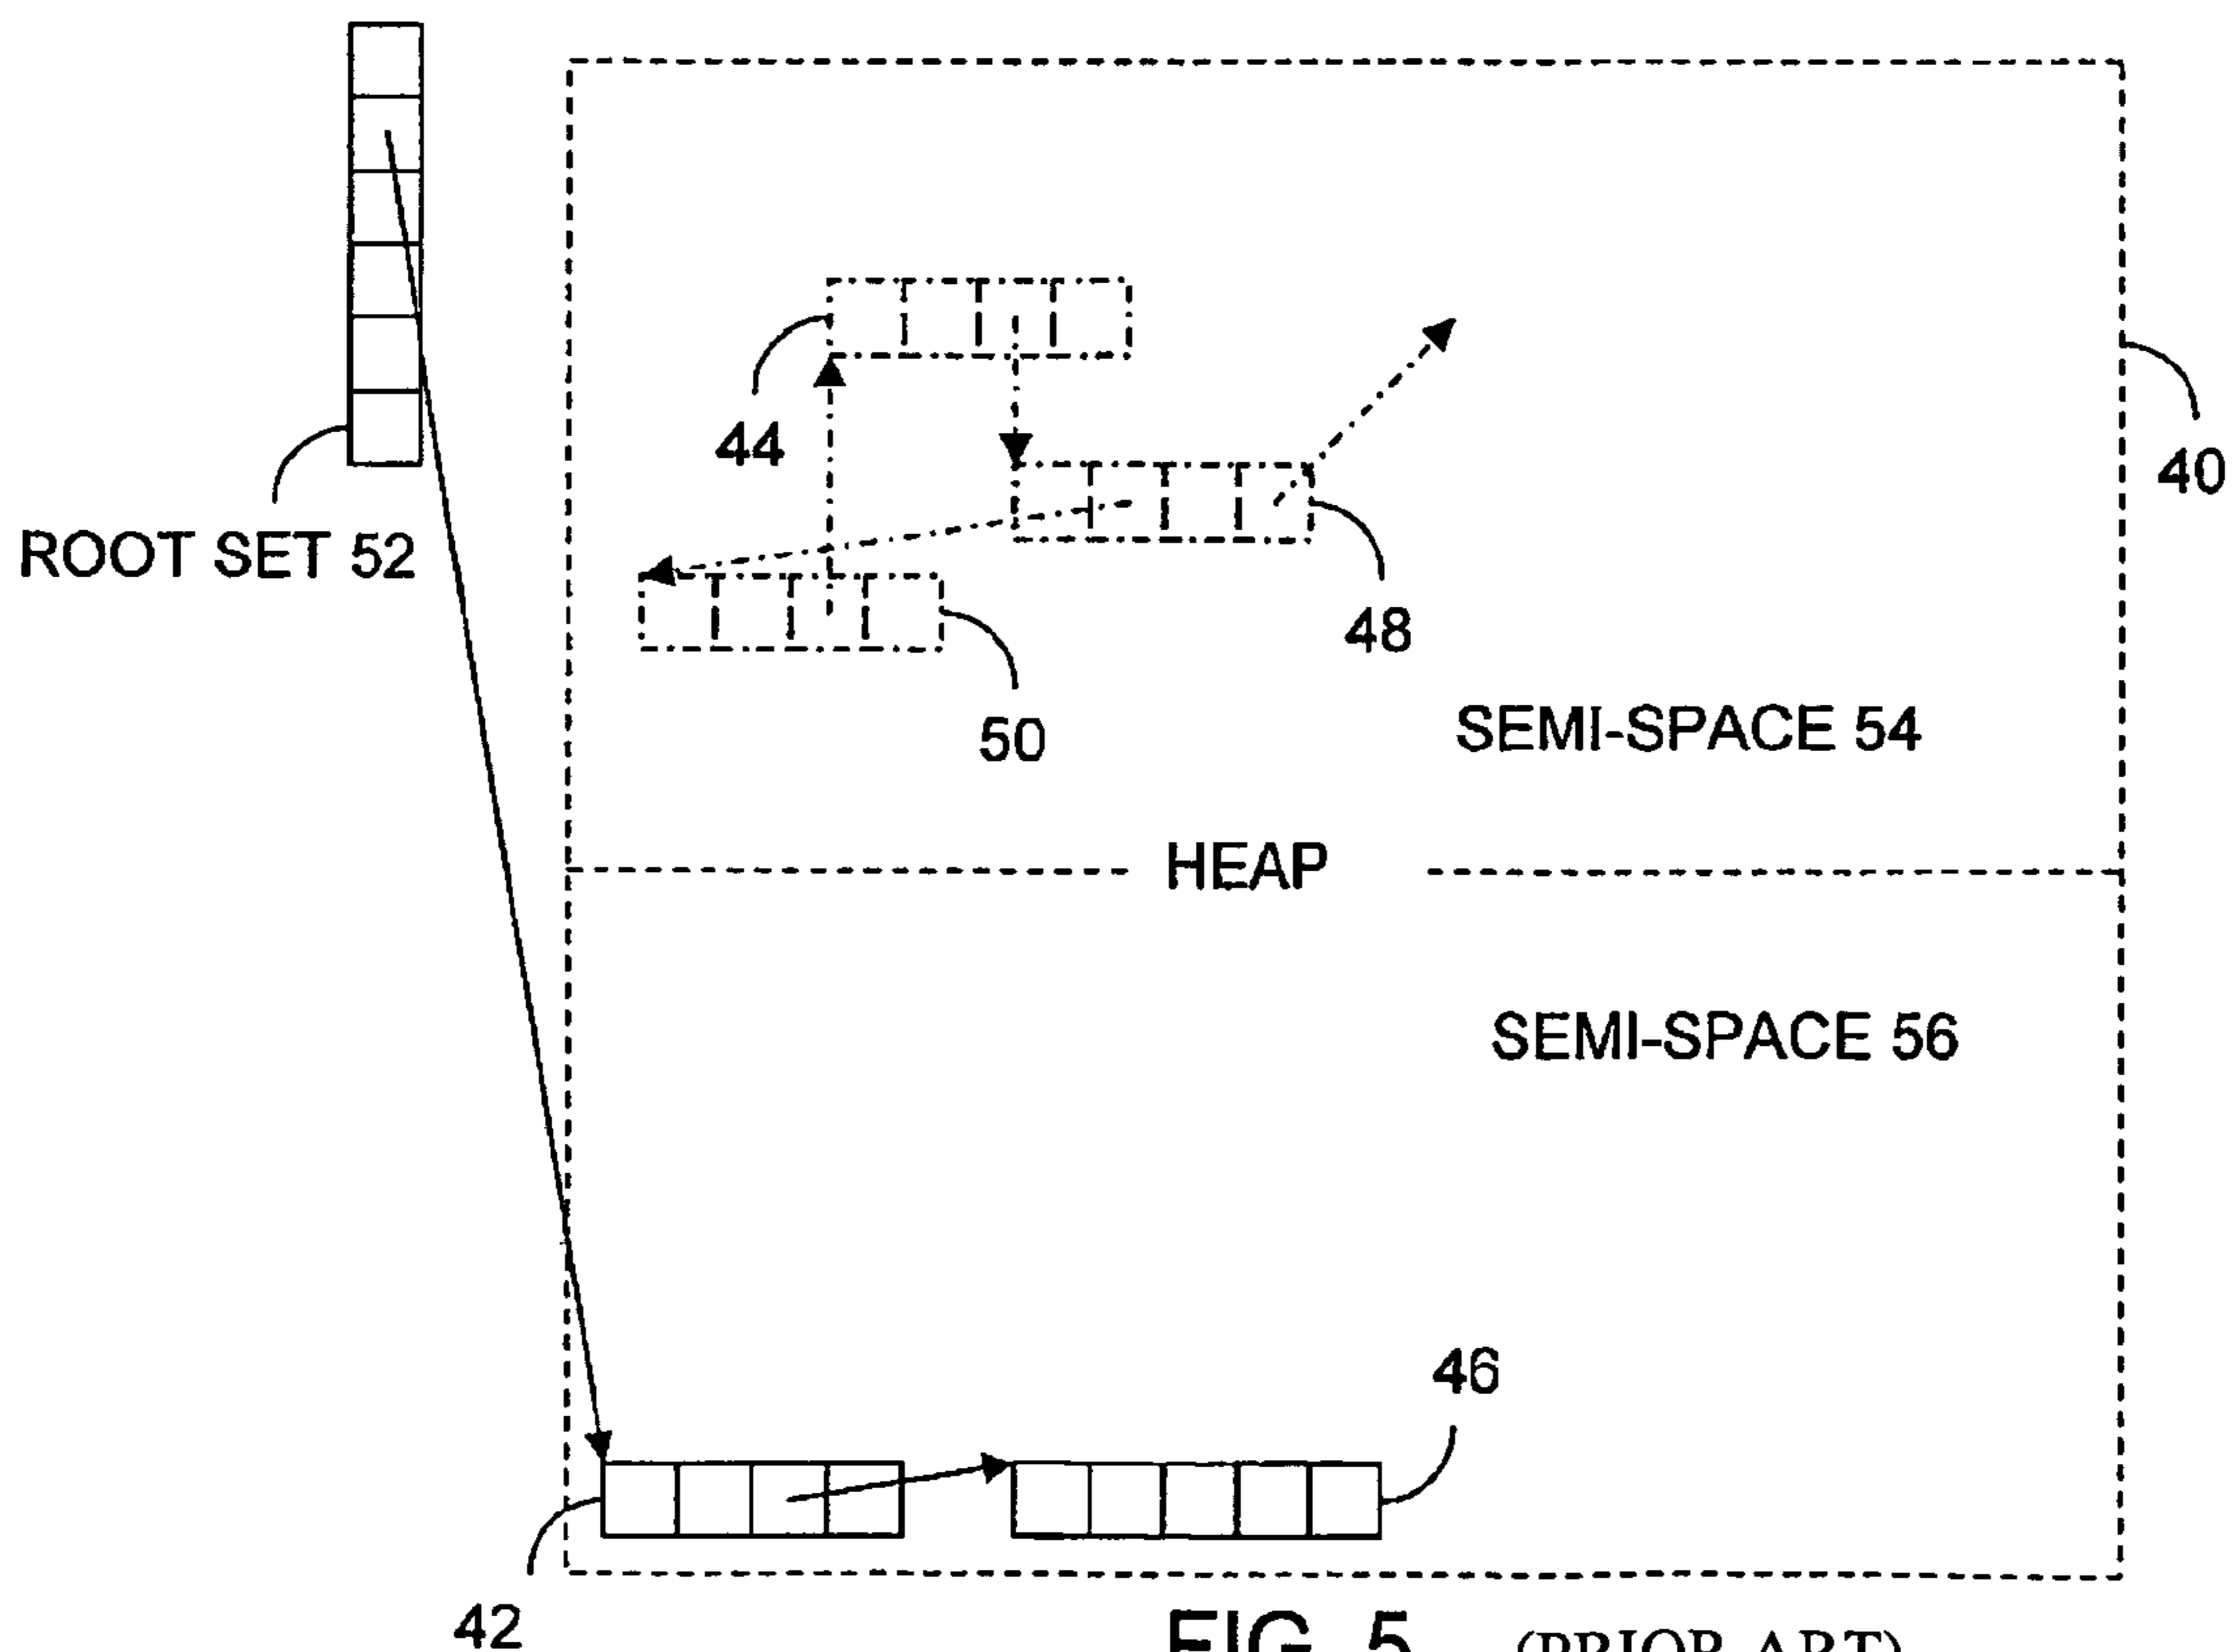 44
40
ROOT SET 52
48
50
SEMI-SPACE 54
HEAP
SEMI-SPACE 56
46
42
FIG. 5 (PRIOR ART)